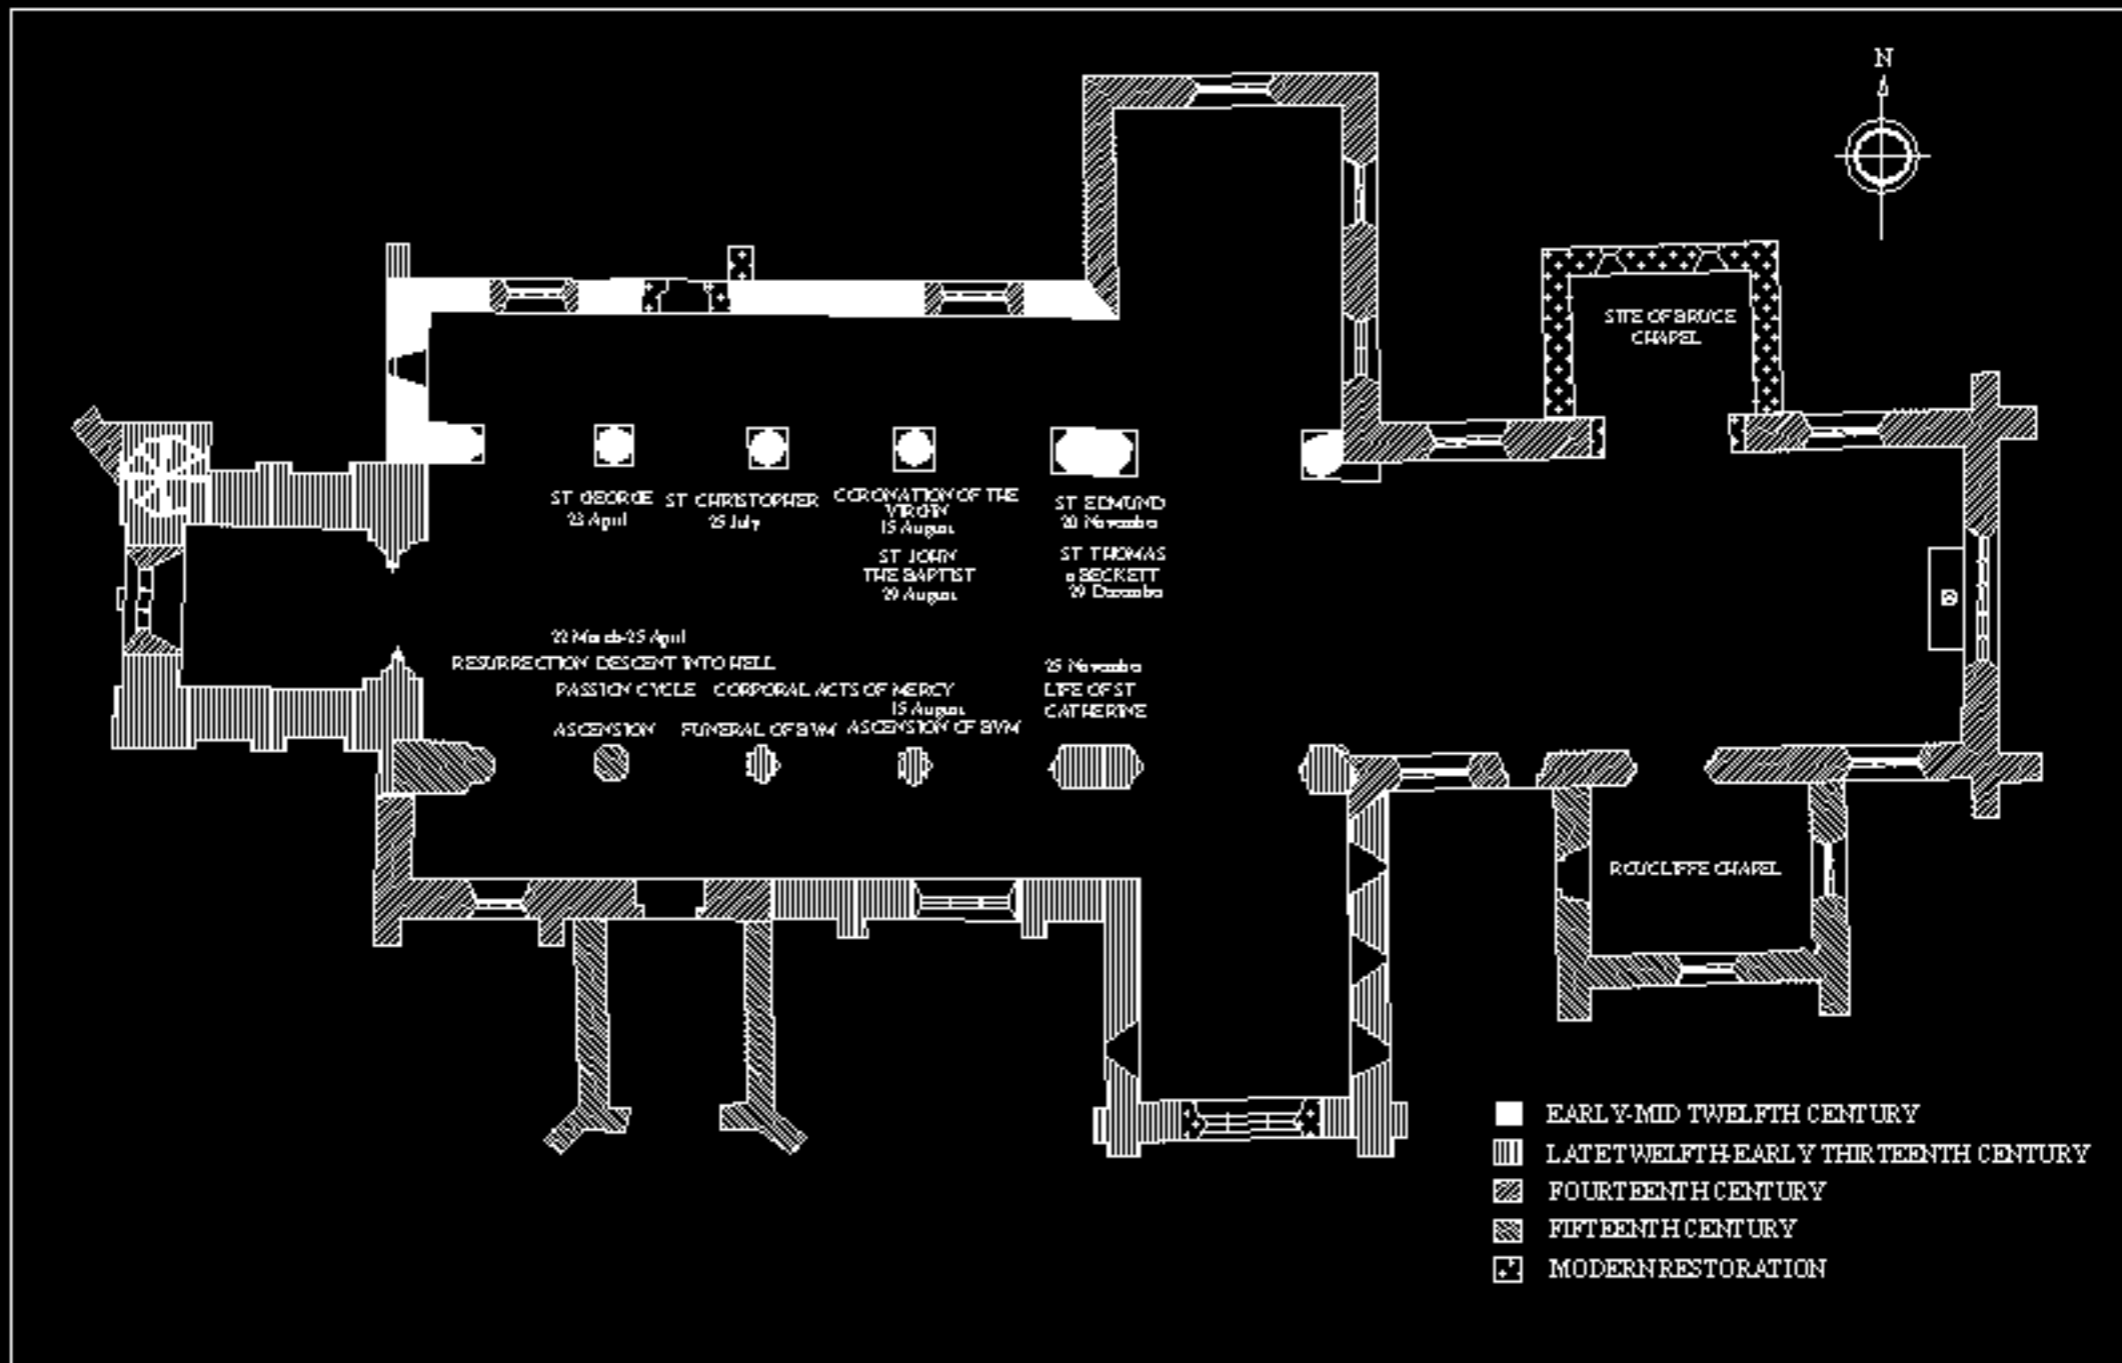 N
SITE OF BRUCE
CHAPEL
ST GEORGE
23 April
ST CHRISTOPHER
25 July
CORONATION OF THE
VIRGIN
15 August
ST EDMUND
20 November
ST JOHN
THE BAPTIST
29 August
ST THOMAS
a BECKETT
29 December
22 March-25 April
RESURRECTION DESCENT INTO HELL
PASSION CYCLE CORPORAL ACTS OF MERCY
25 November
LIFE OF ST
CATHERINE
15 August
ASCENSION
FUNERAL OF BVM
ASCENSION OF BVM
ROUCLIFFE CHAPEL
EARLY-MID TWELFTH CENTURY
LATE TWELFTH-EARLY THIRTEENTH CENTURY
FOURTEENTH CENTURY
FIFTEENTH CENTURY
MODERN RESTORATION